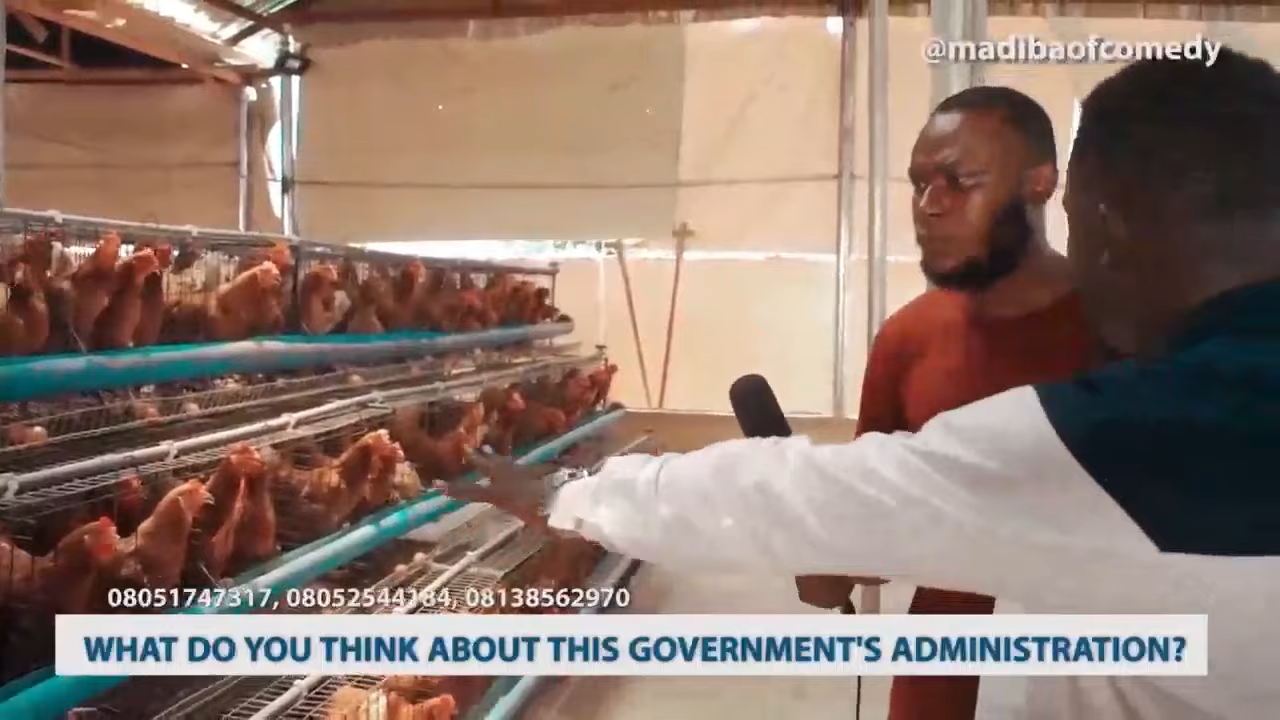 @madibaofcomedy
08051747317, 08052544184, 08138562970
WHAT DO YOU THINK ABOUT THIS GOVERNMENT'S ADMINISTRATION?